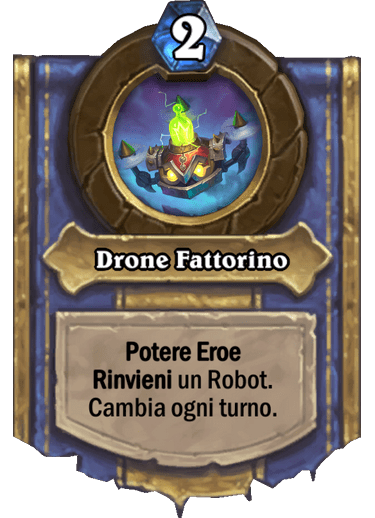 2
Drone Fattorino
Potere Eroe
Rinvieni un Robot.
Cambia ogni turno.